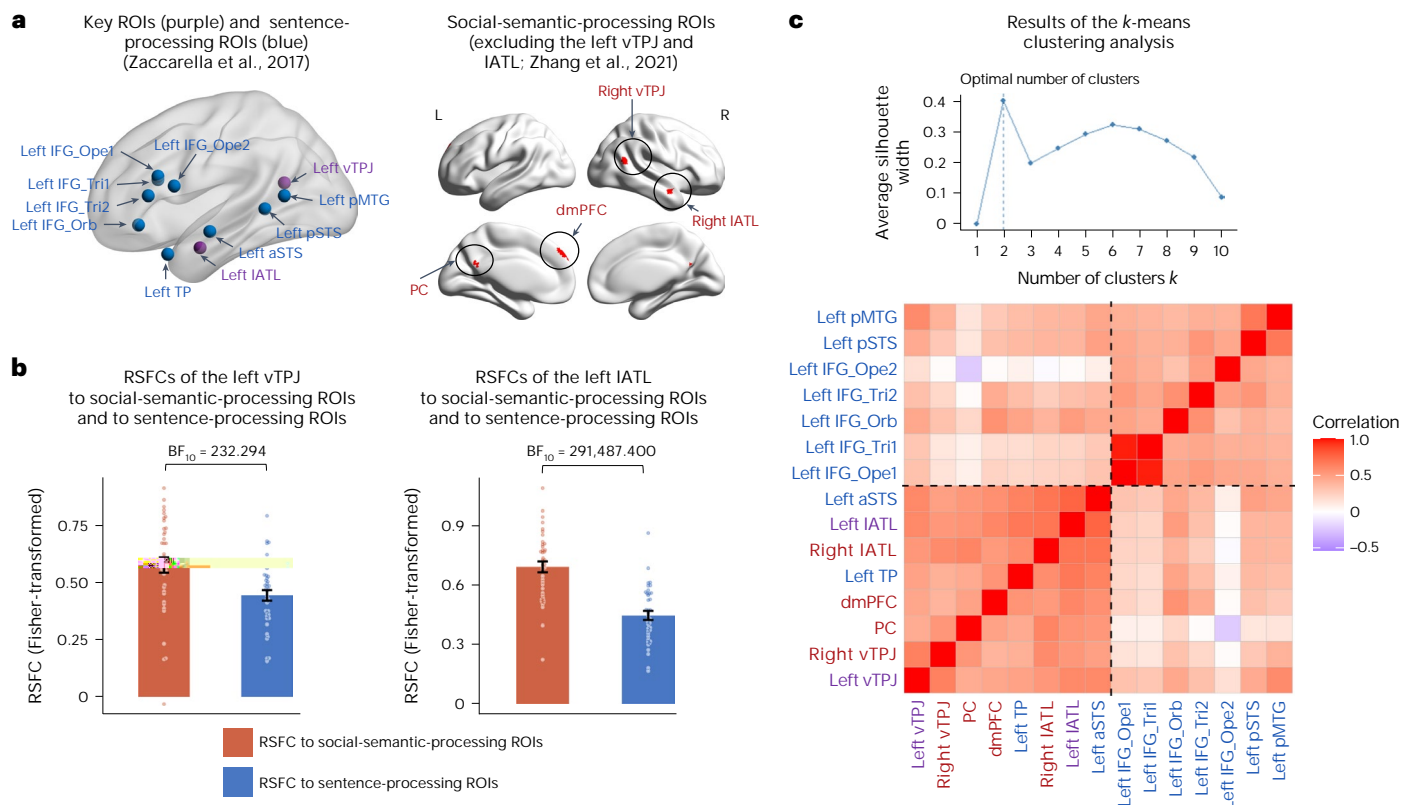 a
Key ROIs (purple) and sentence-
processing ROIs (blue)
(Zaccarella et al., 2017)
Left IFG_Ope1
Left IFG_Ope2
Left IFG_Tri1
Left IFG_Tri2
Left IFG_Orb
Left vTPJ
Left pMTG
Left pSTS
Left aSTS
Left lATL
Left TP
Social-semantic-processing ROIs
(excluding the left vTPJ and
lATL; Zhang et al., 2021)
Right vTPJ
L
R
dmPFC
Right lATL
PC
b
RSFCs of the left vTPJ
to social-semantic-processing ROIs
and to sentence-processing ROIs
BF10 = 232.294
RSFC (Fisher-transformed)
0.75
0.50
0.25
0
RSFCs of the left lATL
to social-semantic-processing ROIs
and to sentence-processing ROIs
BF10 = 291,487.400
RSFC (Fisher-transformed)
0.9
0.6
0.3
0
RSFC to social-semantic-processing ROIs
RSFC to sentence-processing ROIs
c
Results of the k-means
clustering analysis
Optimal number of clusters
Average silhouette
width
0.4
0.3
0.2
0.1
0
1 2 3 4 5 6 7 8 9 10
Number of clusters k
Left pMTG
Left pSTS
Left IFG_Ope2
Left IFG_Tri2
Left IFG_Orb
Left IFG_Tri1
Left IFG_Ope1
Left aSTS
Left lATL
Right lATL
Left TP
dmPFC
PC
Right vTPJ
Left vTPJ
Left vTPJ
Right vTPJ
PC
dmPFC
Left TP
Right lATL
Left lATL
Left aSTS
Left IFG_Ope1
Left IFG_Tri1
Left IFG_Orb
Left IFG_Tri2
Left IFG_Ope2
Left pSTS
Left pMTG
Correlation
1.0
0.5
0
–0.5